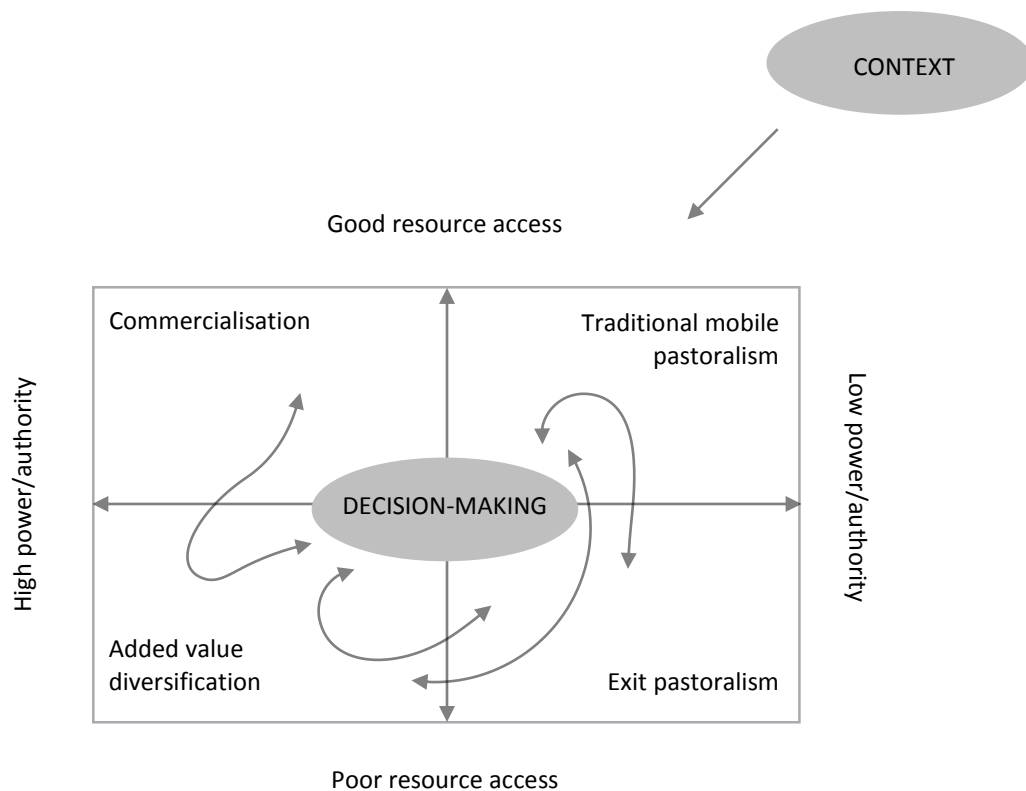 CONTEXT
Good resource access
Commercialisation
Traditional mobile
pastoralism
High power/authority
Low power/authority
DECISION-MAKING
Added value
diversification
Exit pastoralism
Poor resource access